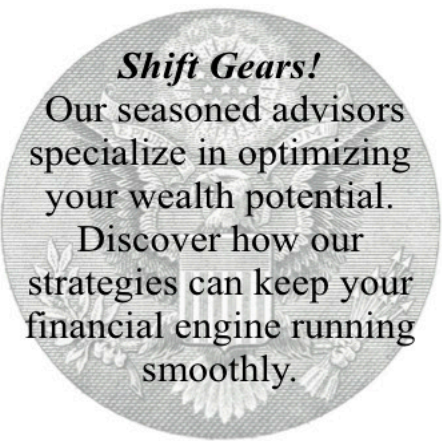 Shift Gears!
Our seasoned advisors
specialize in optimizing
your wealth potential.
Discover how our
strategies can keep your
financial engine running
smoothly.